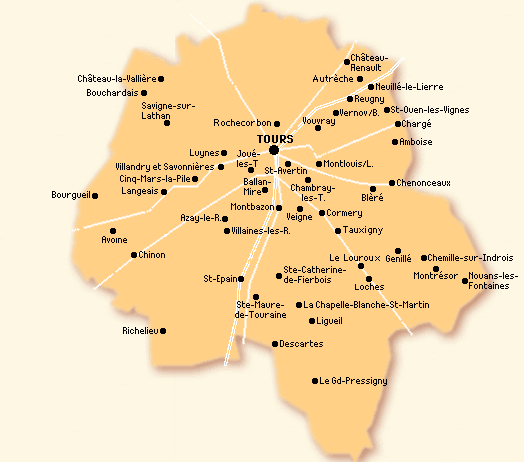 Château-
Renault
Château-la-Vallière
Autrèche
Neuillé-le-Lierre
Bouchardais
Reugny
Savigne-sur-
Lathan
Vernov/B.
St-Ouen-les-Vignes
Rochecorbon
Vouvray
Chargé
TOURS
Amboise
Luynes
Joué-
les-T
Villandry et Savonnières
St-Avertin
Montlouis/L.
Cinq-Mars-la-Pile
Ballan-
Mire
Chambray-
les-T.
Chenonceaux
Langeais
Bourgueil
Bléré
Montbazon
Veigne
Cormery
Azay-le-R.
Villaines-les-R.
Tauxigny
Avoine
Chinon
Le Louroux
Genillé
Chemille-sur-Indrois
Montrésor
Nouans-les-
Fontaines
St-Epain
Ste-Catherine-
de-Fierbois
Loches
Ste-Maure-
de-Touraine
La Chapelle-Blanche-St-Martin
Ligueil
Richelieu
Descartes
Le Gd-Pressigny